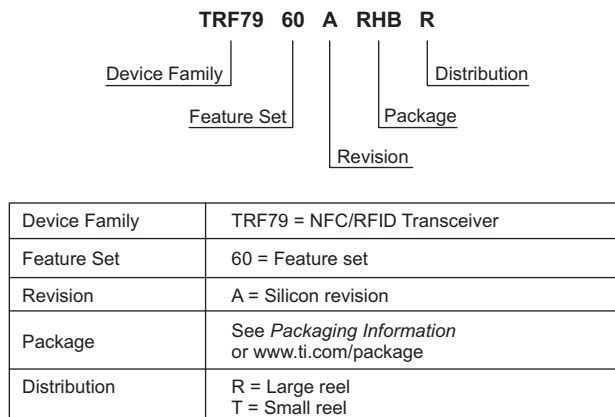 TRF79 60 A RHB R
Device Family
Distribution
Feature Set
Package
Revision
Device Family TRF79 = NFC/RFID Transceiver
Feature Set 60 = Feature set
Revision A = Silicon revision
Package See Packaging Information
or www.ti.com/package
Distribution R = Large reel
T = Small reel